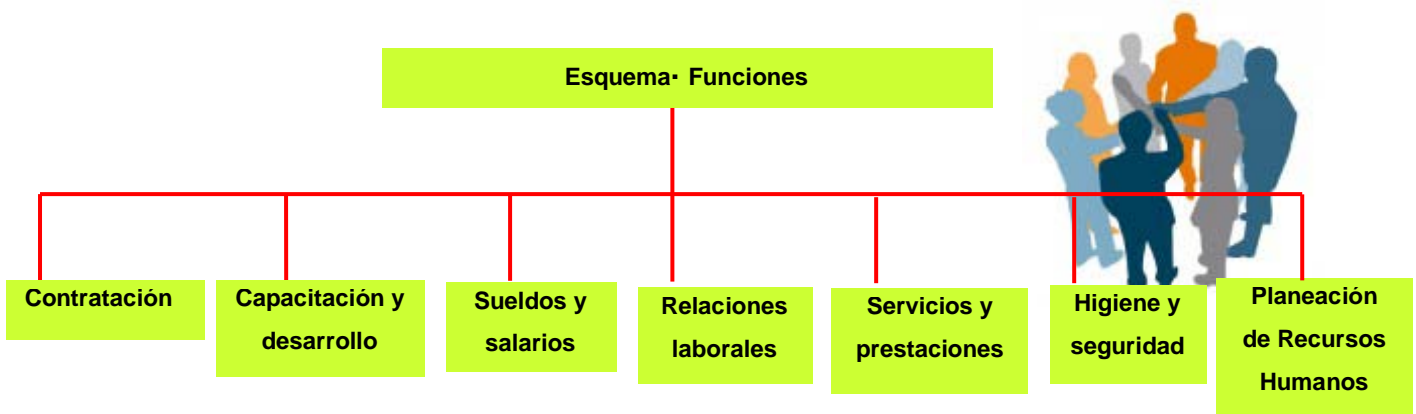 Esquema· Funciones
Contratación
Capacitación y
desarrollo
Sueldos y
salarios
Relaciones
laborales
Servicios y
prestaciones
Higiene y
seguridad
Planeación
de Recursos
Humanos